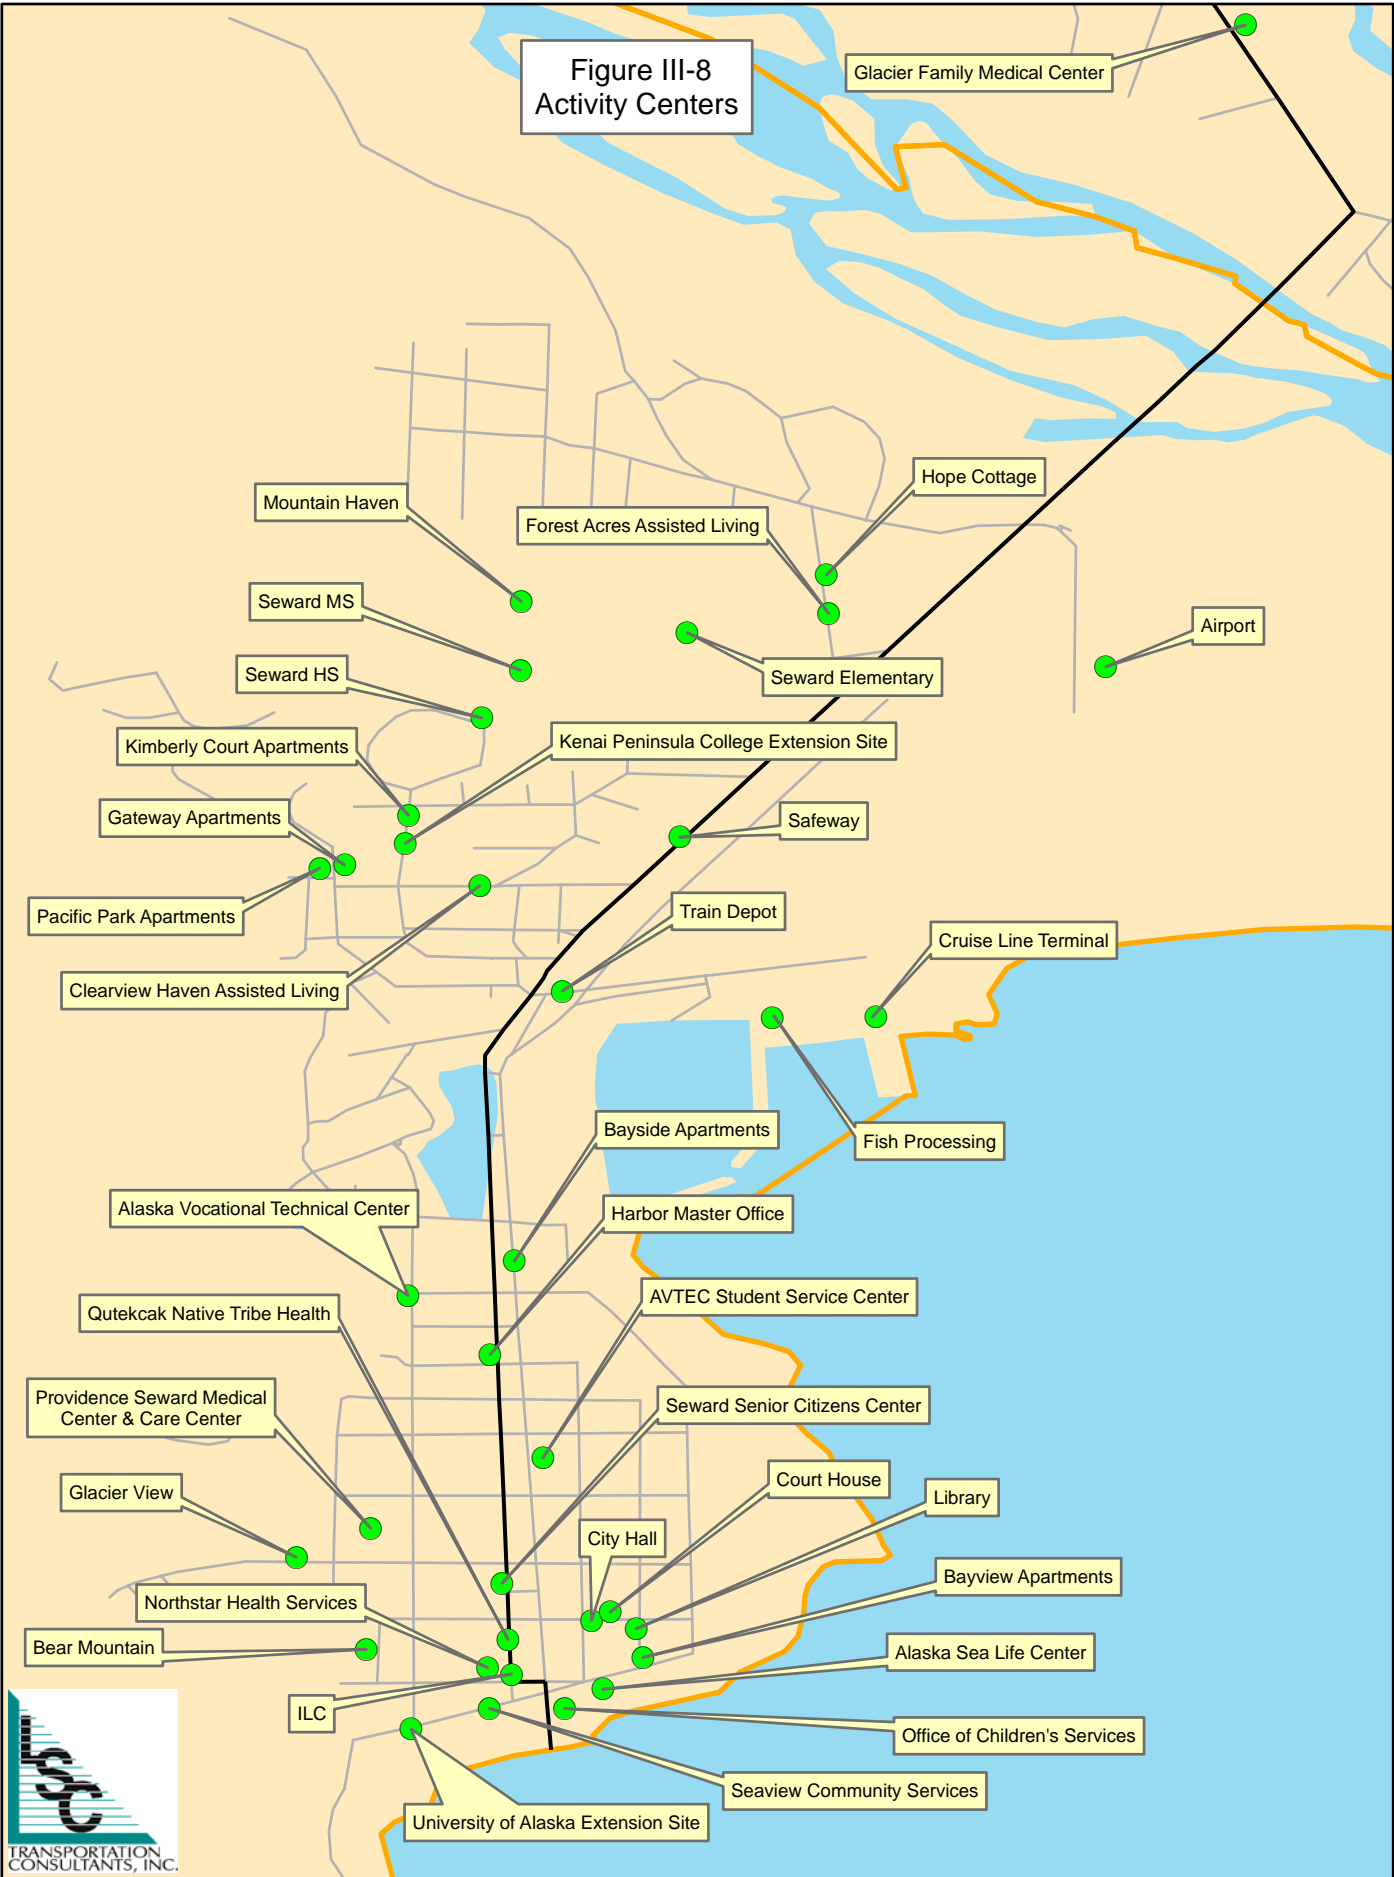 Figure III-8
Activity Centers
Glacier Family Medical Center
Hope Cottage
Mountain Haven
Forest Acres Assisted Living
Seward MS
Airport
Seward HS
Seward Elementary
Kimberly Court Apartments
Kenai Peninsula College Extension Site
Gateway Apartments
Safeway
Pacific Park Apartments
Train Depot
Cruise Line Terminal
Clearview Haven Assisted Living
Bayside Apartments
Fish Processing
Alaska Vocational Technical Center
Harbor Master Office
Qutekcak Native Tribe Health
AVTEC Student Service Center
Providence Seward Medical
Center & Care Center
Seward Senior Citizens Center
Glacier View
Court House
Library
City Hall
Bayview Apartments
Northstar Health Services
Bear Mountain
Alaska Sea Life Center
ILC
Office of Children's Services
Seaview Community Services
University of Alaska Extension Site
LSC
TRANSPORTATION
CONSULTANTS, INC.